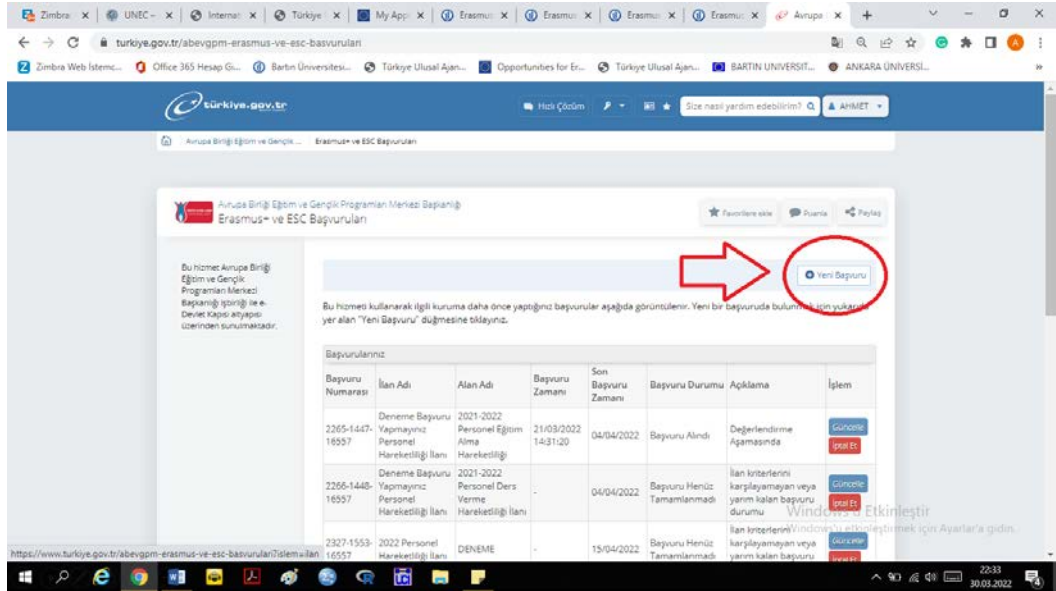 Zimbra
UNEC -
Internat
Türkiye
My App
Erasmus
Erasmus
Erasmus
Erasmus
Avrupa
turkiye.gov.tr/abevgpm-erasmus-ve-esc-basvurulari
Zimbra Web İstemc...
Office 365 Hesap Gi...
Bartın Üniversitesi...
Türkiye Ulusal Ajan...
Opportunities for Er...
Türkiye Ulusal Ajan...
BARTIN UNIVERSIT...
ANKARA ÜNİVERSİ...
türkiye.gov.tr
Hızlı Çözüm
Size nasıl yardım edebilirim?
AHMET
Avrupa Birliği Eğitim ve Gençlik ...
Erasmus+ ve ESC Başvuruları
Avrupa Birliği Eğitim ve Gençlik Programları Merkezi Başkanlığı
Erasmus+ ve ESC Başvuruları
Favorilere ekle
Puanla
Paylaş
Bu hizmet Avrupa Birliği
Eğitim ve Gençlik
Programları Merkezi
Başkanlığı işbirliği ile e-
Devlet Kapısı altyapısı
üzerinden sunulmaktadır.
Yeni Başvuru
Bu hizmeti kullanarak ilgili kuruma daha önce yaptığınız başvurular aşağıda görüntülenir. Yeni bir başvuruda bulunmak için yukarıda
yer alan "Yeni Başvuru" düğmesine tıklayınız.
Başvurularınız
Başvuru Numarası
İlan Adı
Alan Adı
Başvuru Zamanı
Son Başvuru Zamanı
Başvuru Durumu
Açıklama
İşlem
2265-1447-16557
Deneme Başvuru Yapmayınız Personel Hareketliliği İlanı
2021-2022 Personel Eğitim Alma Hareketliliği
21/03/2022 14:31:20
04/04/2022
Başvuru Alındı
Değerlendirme Aşamasında
Güncelle
İptal Et
2266-1448-16557
Deneme Başvuru Yapmayınız Personel Hareketliliği İlanı
2021-2022 Personel Ders Verme Hareketliliği İlanı
-
04/04/2022
Başvuru Henüz Tamamlanmadı
İlan kriterlerini karşılayamayan veya yarım kalan başvuru durumu
Güncelle
İptal Et
2327-1553-16557
2022 Personel Hareketliliği İlanı
DENEME
-
15/04/2022
Başvuru Henüz Tamamlanmadı
İlan kriterlerini karşılayamayan veya yarım kalan başvuru
Güncelle
İptal Et
Windows'u Etkinleştir
Windows'u etkinleştirmek için Ayarlar'a gidin.
https://www.turkiye.gov.tr/abevgpm-erasmus-ve-esc-basvurulari?islem=ilan
22:33
30.03.2022